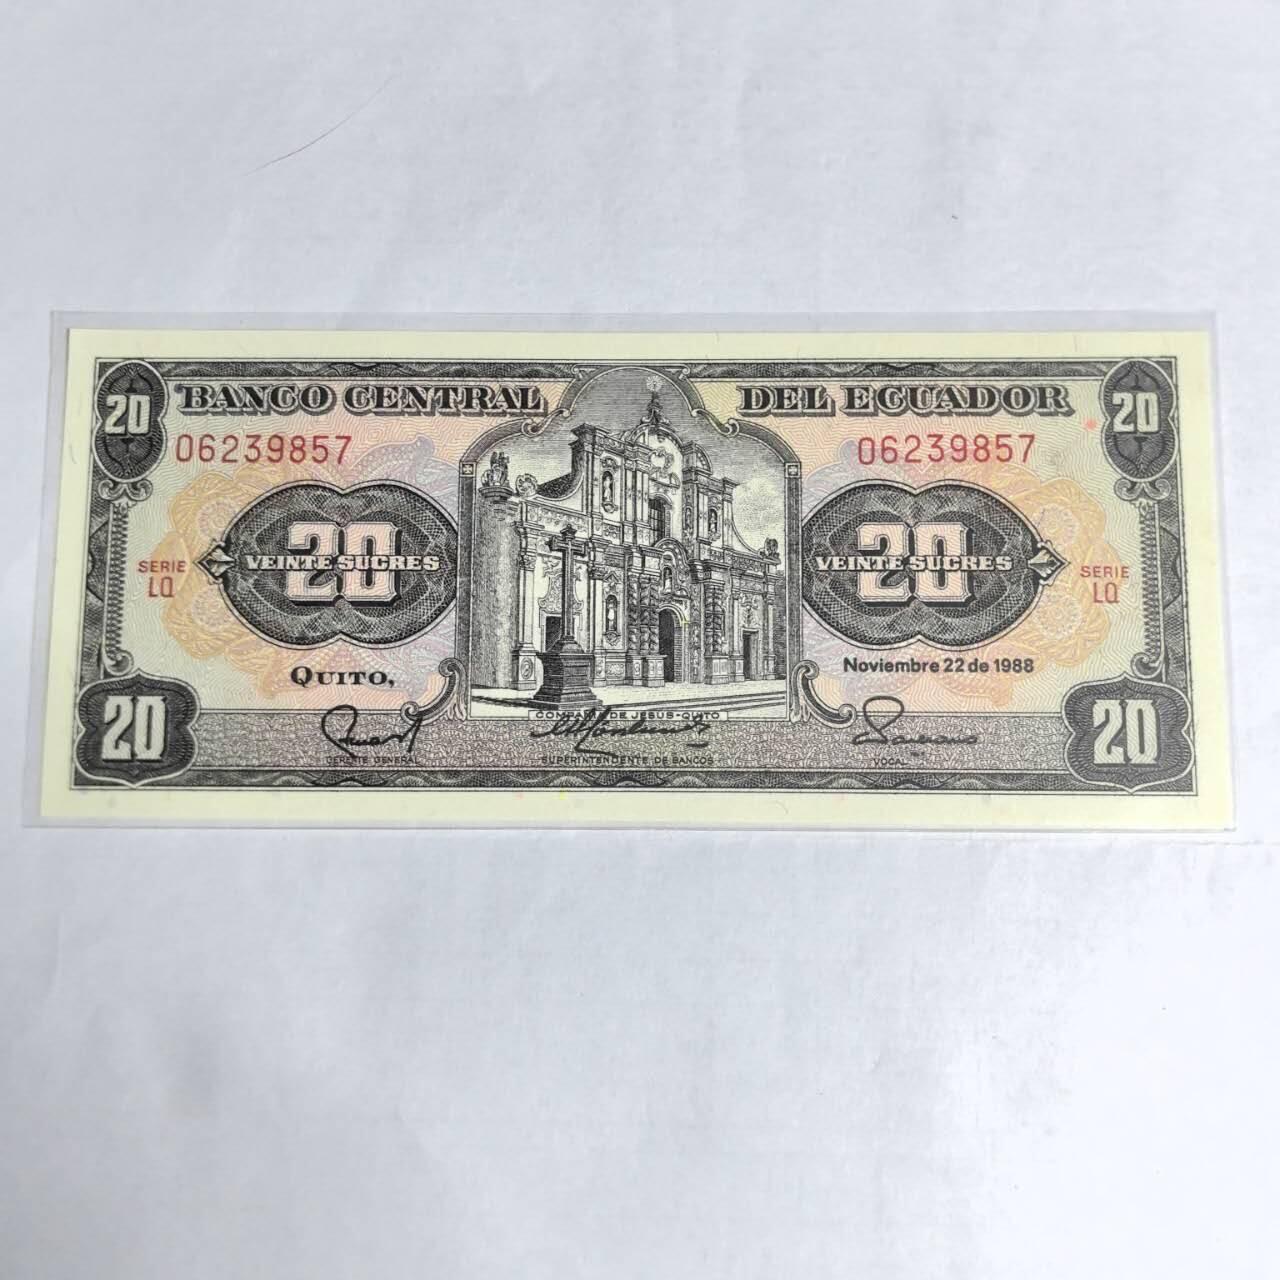 20 BANCO CENTRAL DEL ECUADOR 20
06239857 06239857
20 20
VEINTE SUCRES VEINTE SUCRES
SERIE SERIE
LQ LQ
QUITO, Noviembre 22 de 1988
COMPAÑIA DE JESUS-QUITO
20 20
GERENTE GENERAL SUPERINTENDENTE DE BANCOS VOCAL